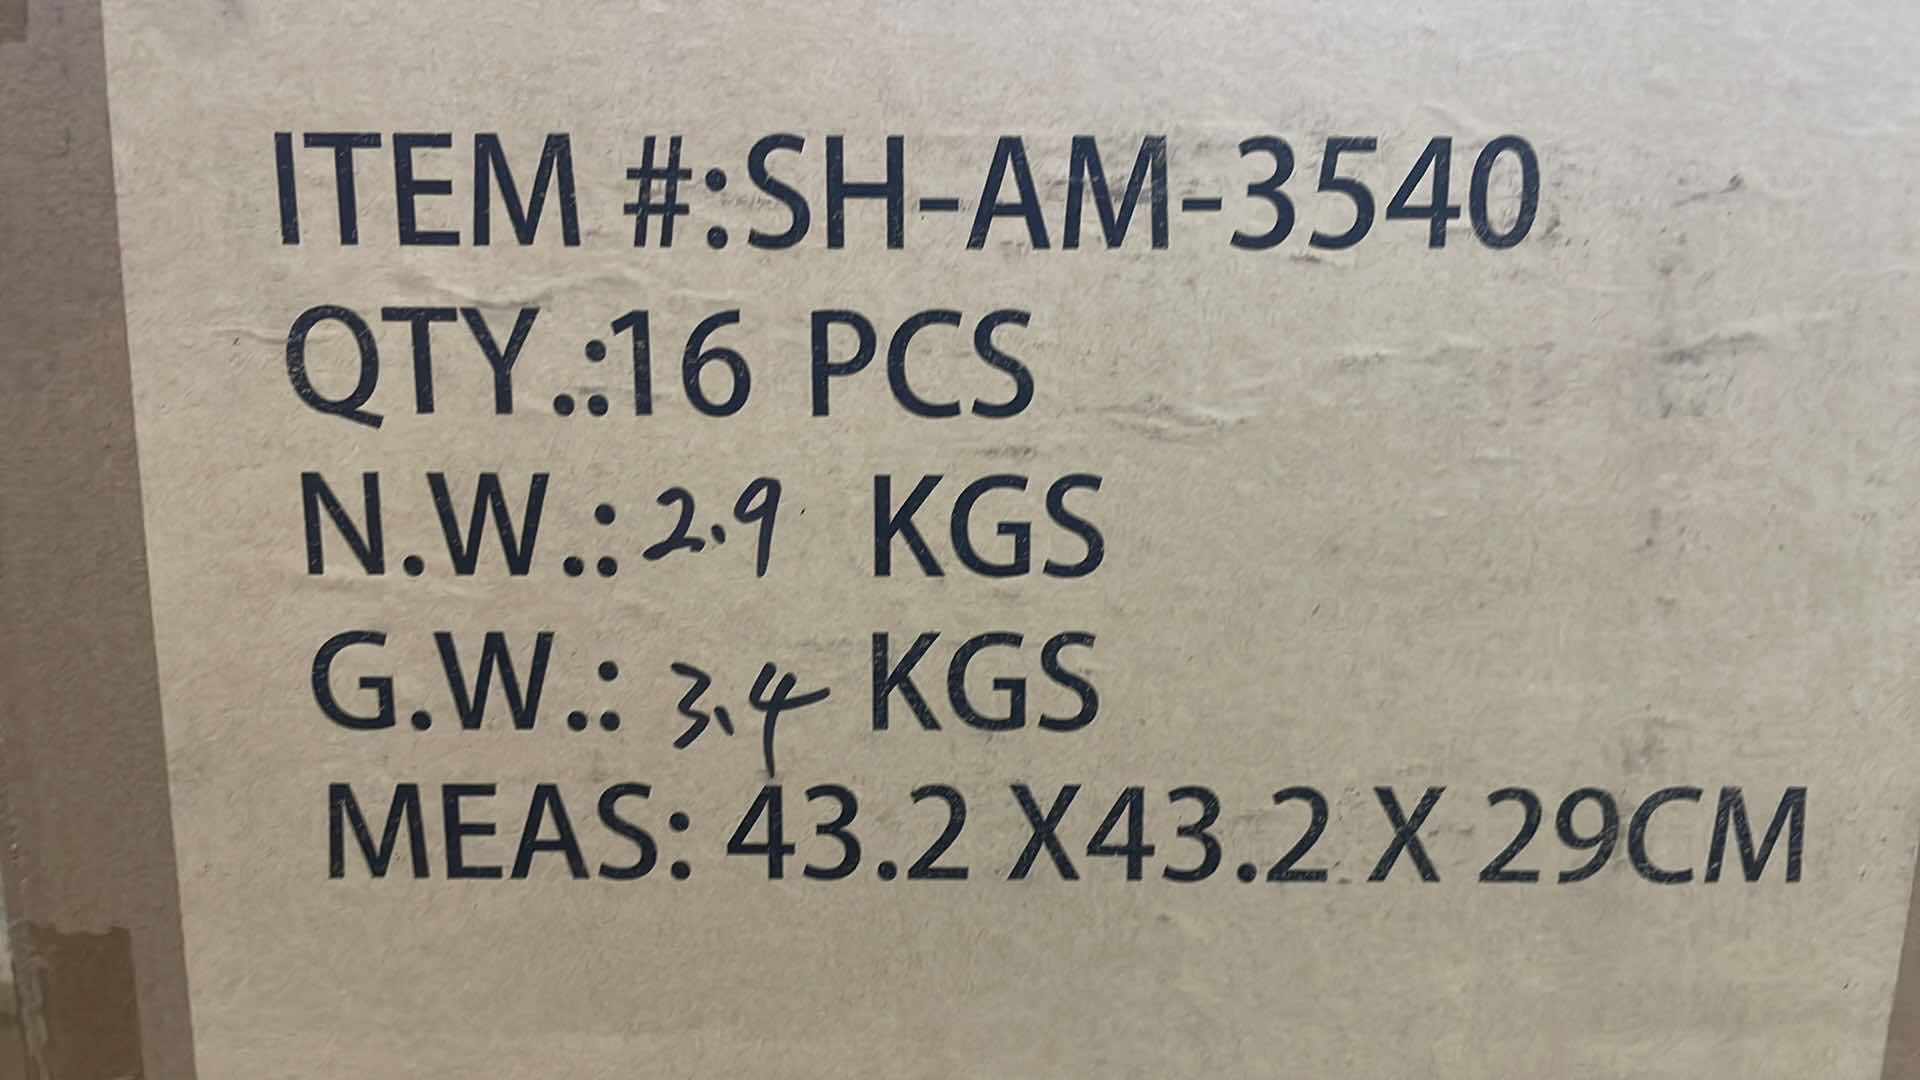 ITEM #:SH-AM-3540
QTY.:16 PCS
N.W.:2.9 KGS
G.W.: 3.4 KGS
MEAS: 43.2 X43.2 X 29CM